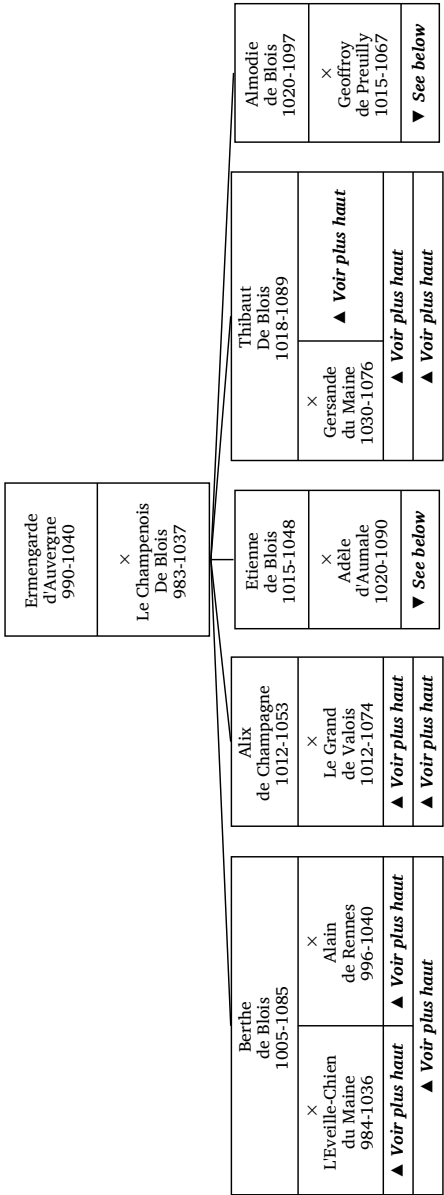 Ermengarde
d'Auvergne
990-1040
×
Le Champenois
De Blois
983-1037
Berthe
de Blois
1005-1085
×
L'Eveille-Chien
du Maine
984-1036
▲ Voir plus haut
×
Alain
de Rennes
996-1040
▲ Voir plus haut
▲ Voir plus haut
Alix
de Champagne
1012-1053
×
Le Grand
de Valois
1012-1074
▲ Voir plus haut
▲ Voir plus haut
Etienne
de Blois
1015-1048
×
Adèle
d'Aumale
1020-1090
▼ See below
Thibaut
De Blois
1018-1089
×
Gersande
du Maine
1030-1076
▲ Voir plus haut
▲ Voir plus haut
▲ Voir plus haut
Almodie
de Blois
1020-1097
×
Geoffroy
de Preuilly
1015-1067
▼ See below